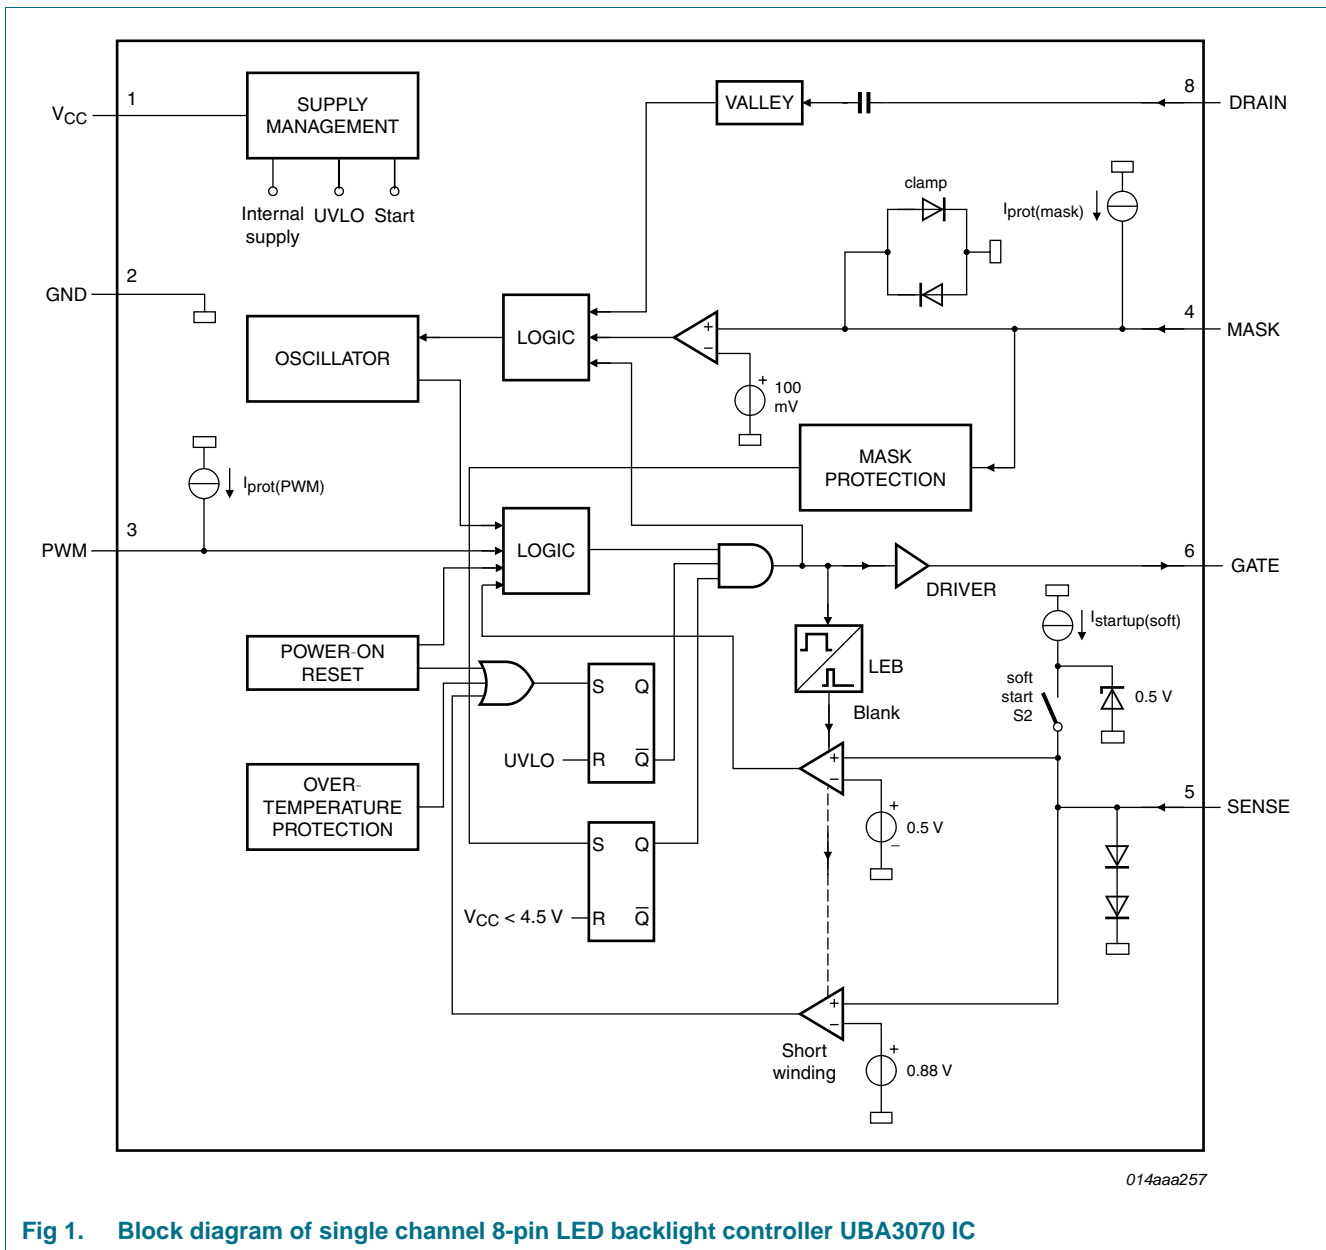 1
VCC
SUPPLY
MANAGEMENT
Internal
supply
UVLO
Start
VALLEY
8
DRAIN
clamp
Iprot(mask)
2
GND
4
MASK
LOGIC
OSCILLATOR
+
−
+
100
mV
MASK
PROTECTION
Iprot(PWM)
3
PWM
LOGIC
6
GATE
DRIVER
Istartup(soft)
POWER-ON
RESET
LEB
soft
start
S2
0.5 V
S
Q
Blank
UVLO
R
Q
+
−
OVER-
TEMPERATURE
PROTECTION
5
SENSE
+
0.5 V
−
S
Q
VCC < 4.5 V
R
Q
+
−
Short
winding
+
0.88 V
014aaa257
Fig 1. Block diagram of single channel 8-pin LED backlight controller UBA3070 IC